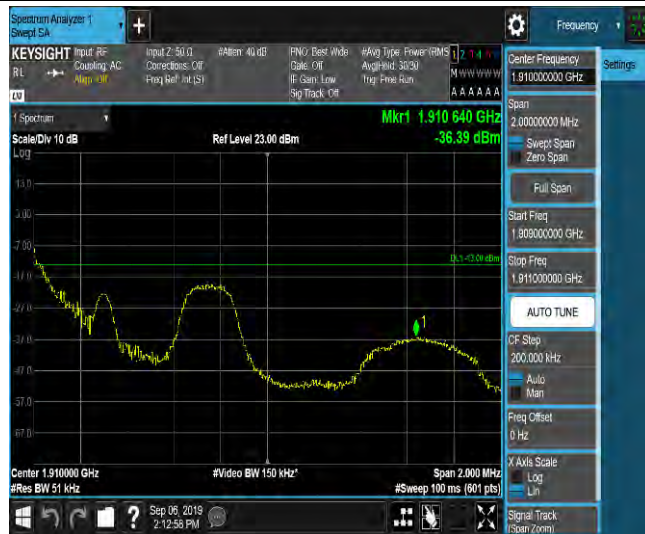 Spectrum Analyzer 1
Swept SA
Frequency
KEYSIGHT
Input: RF
Coupling: AC
Align: Off
Input Z: 50 Ω
Corrections: Off
Freq Ref: Int (S)
#Atten: 40 dB
PNO: Best Wide
Gate: Off
IF Gain: Low
Sig Track: Off
#Avg Type: Power (RMS
Avg|Hold: 30/30
Trig: Free Run
M W W W W W
A A A A A A
RL
LV
1 Spectrum
Scale/Div 10 dB
Log
Ref Level 23.00 dBm
Mkr1 1.910 640 GHz
-36.39 dBm
13.0
3.00
-7.00
DL1 -13.00 dBm
-17.0
-27.0
-37.0
-47.0
-57.0
-67.0
1
Center 1.910000 GHz
#Res BW 51 kHz
#Video BW 150 kHz*
Span 2.000 MHz
#Sweep 100 ms (601 pts)
Sep 06, 2019
2:12:58 PM
?
Center Frequency
1.910000000 GHz
Settings
Span
2.00000000 MHz
Swept Span
Zero Span
Full Span
Start Freq
1.909000000 GHz
Stop Freq
1.911000000 GHz
AUTO TUNE
CF Step
200.000 kHz
Auto
Man
Freq Offset
0 Hz
X Axis Scale
Log
Lin
Signal Track
(Span Zoom)